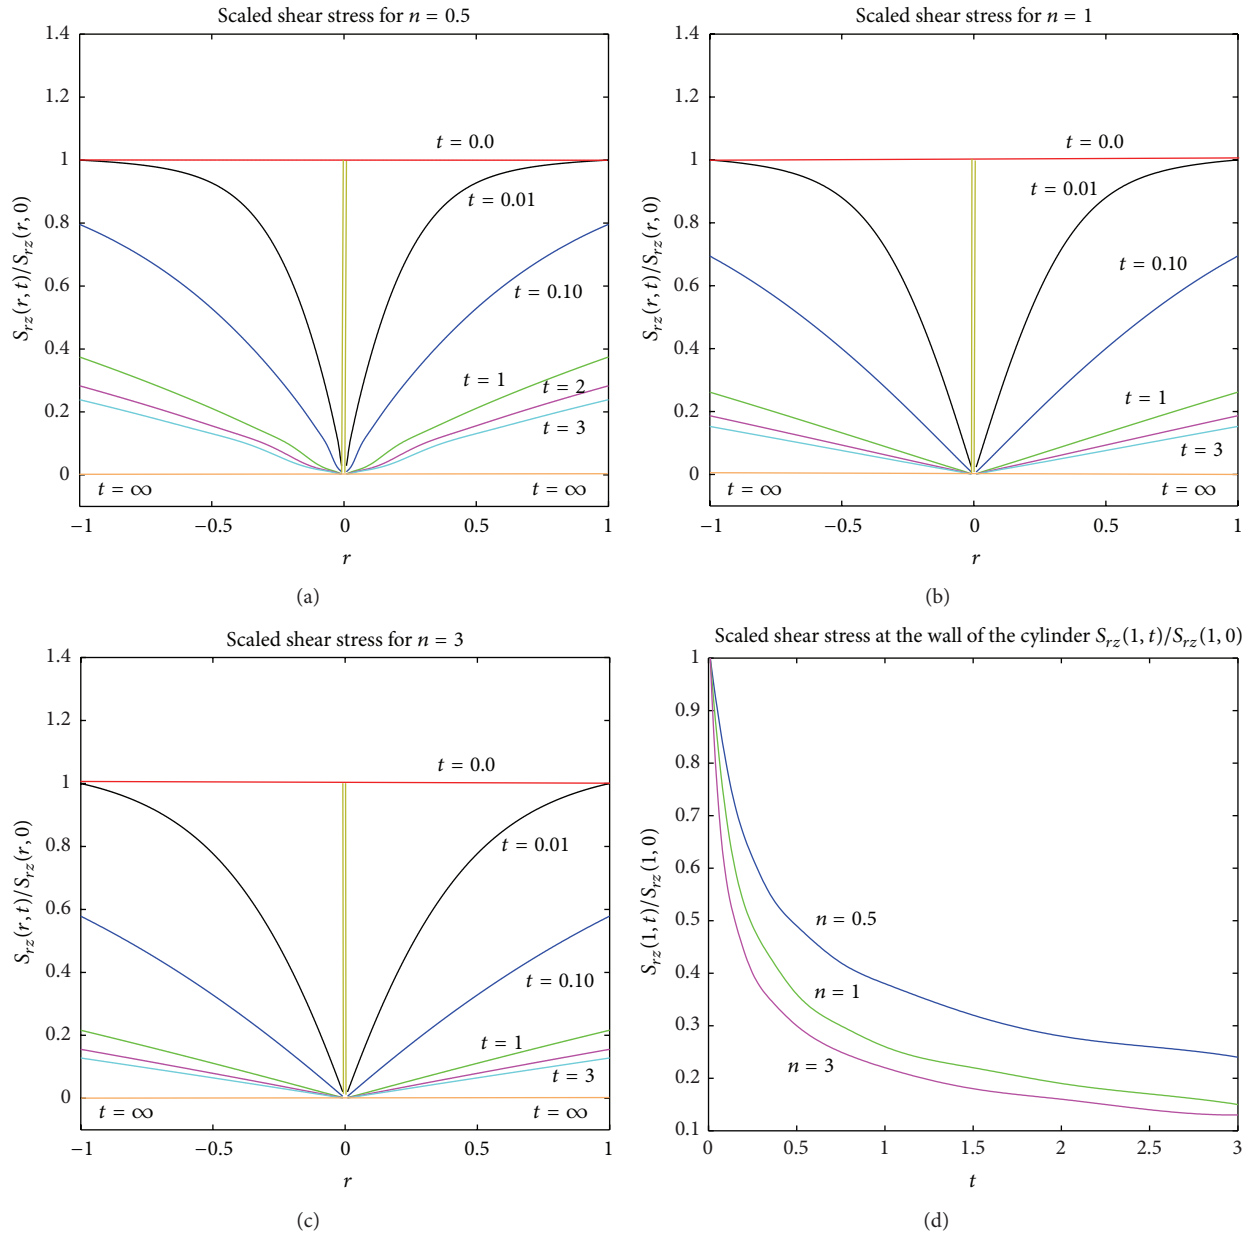 Scaled shear stress for n = 0.5
1.4
1.2
1
0.8
0.6
0.4
0.2
0
S_rz(r, t)/S_rz(r, 0)
t = 0.0
t = 0.01
t = 0.10
t = 1
t = 2
t = 3
t = ∞
t = ∞
−1
−0.5
0
0.5
1
r
(a)
Scaled shear stress for n = 1
1.4
1.2
1
0.8
0.6
0.4
0.2
0
S_rz(r, t)/S_rz(r, 0)
t = 0.0
t = 0.01
t = 0.10
t = 1
t = 3
t = ∞
t = ∞
−1
−0.5
0
0.5
1
r
(b)
Scaled shear stress for n = 3
1.4
1.2
1
0.8
0.6
0.4
0.2
0
S_rz(r, t)/S_rz(r, 0)
t = 0.0
t = 0.01
t = 0.10
t = 1
t = 3
t = ∞
t = ∞
−1
−0.5
0
0.5
1
r
(c)
Scaled shear stress at the wall of the cylinder S_rz(1, t)/S_rz(1, 0)
1
0.9
0.8
0.7
0.6
0.5
0.4
0.3
0.2
0.1
S_rz(1, t)/S_rz(1, 0)
n = 0.5
n = 1
n = 3
0
0.5
1
1.5
2
2.5
3
t
(d)